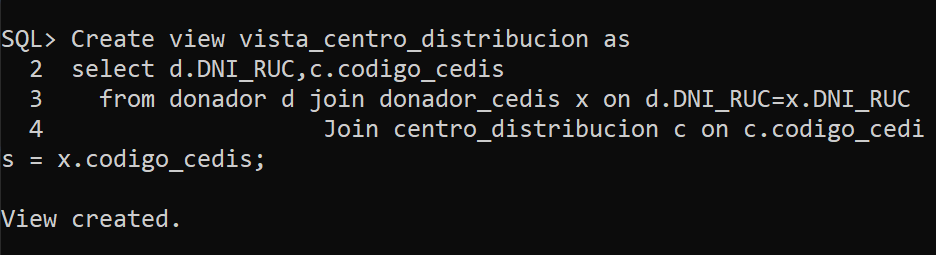 SQL> Create view vista_centro_distribucion as
  2  select d.DNI_RUC,c.codigo_cedis
  3    from donador d join donador_cedis x on d.DNI_RUC=x.DNI_RUC
  4                    Join centro_distribucion c on c.codigo_cedi
s = x.codigo_cedis;
View created.